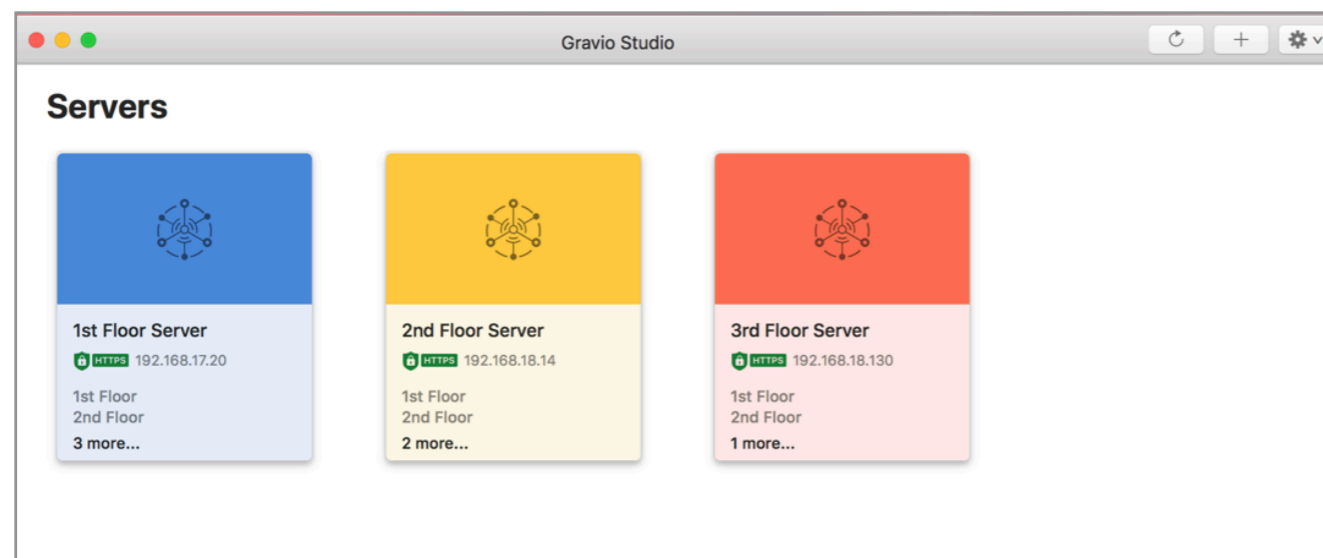 Gravio Studio
Servers
1st Floor Server
HTTPS 192.168.17.20
1st Floor
2nd Floor
3 more...
2nd Floor Server
HTTPS 192.168.18.14
1st Floor
2nd Floor
2 more...
3rd Floor Server
HTTPS 192.168.18.130
1st Floor
2nd Floor
1 more...